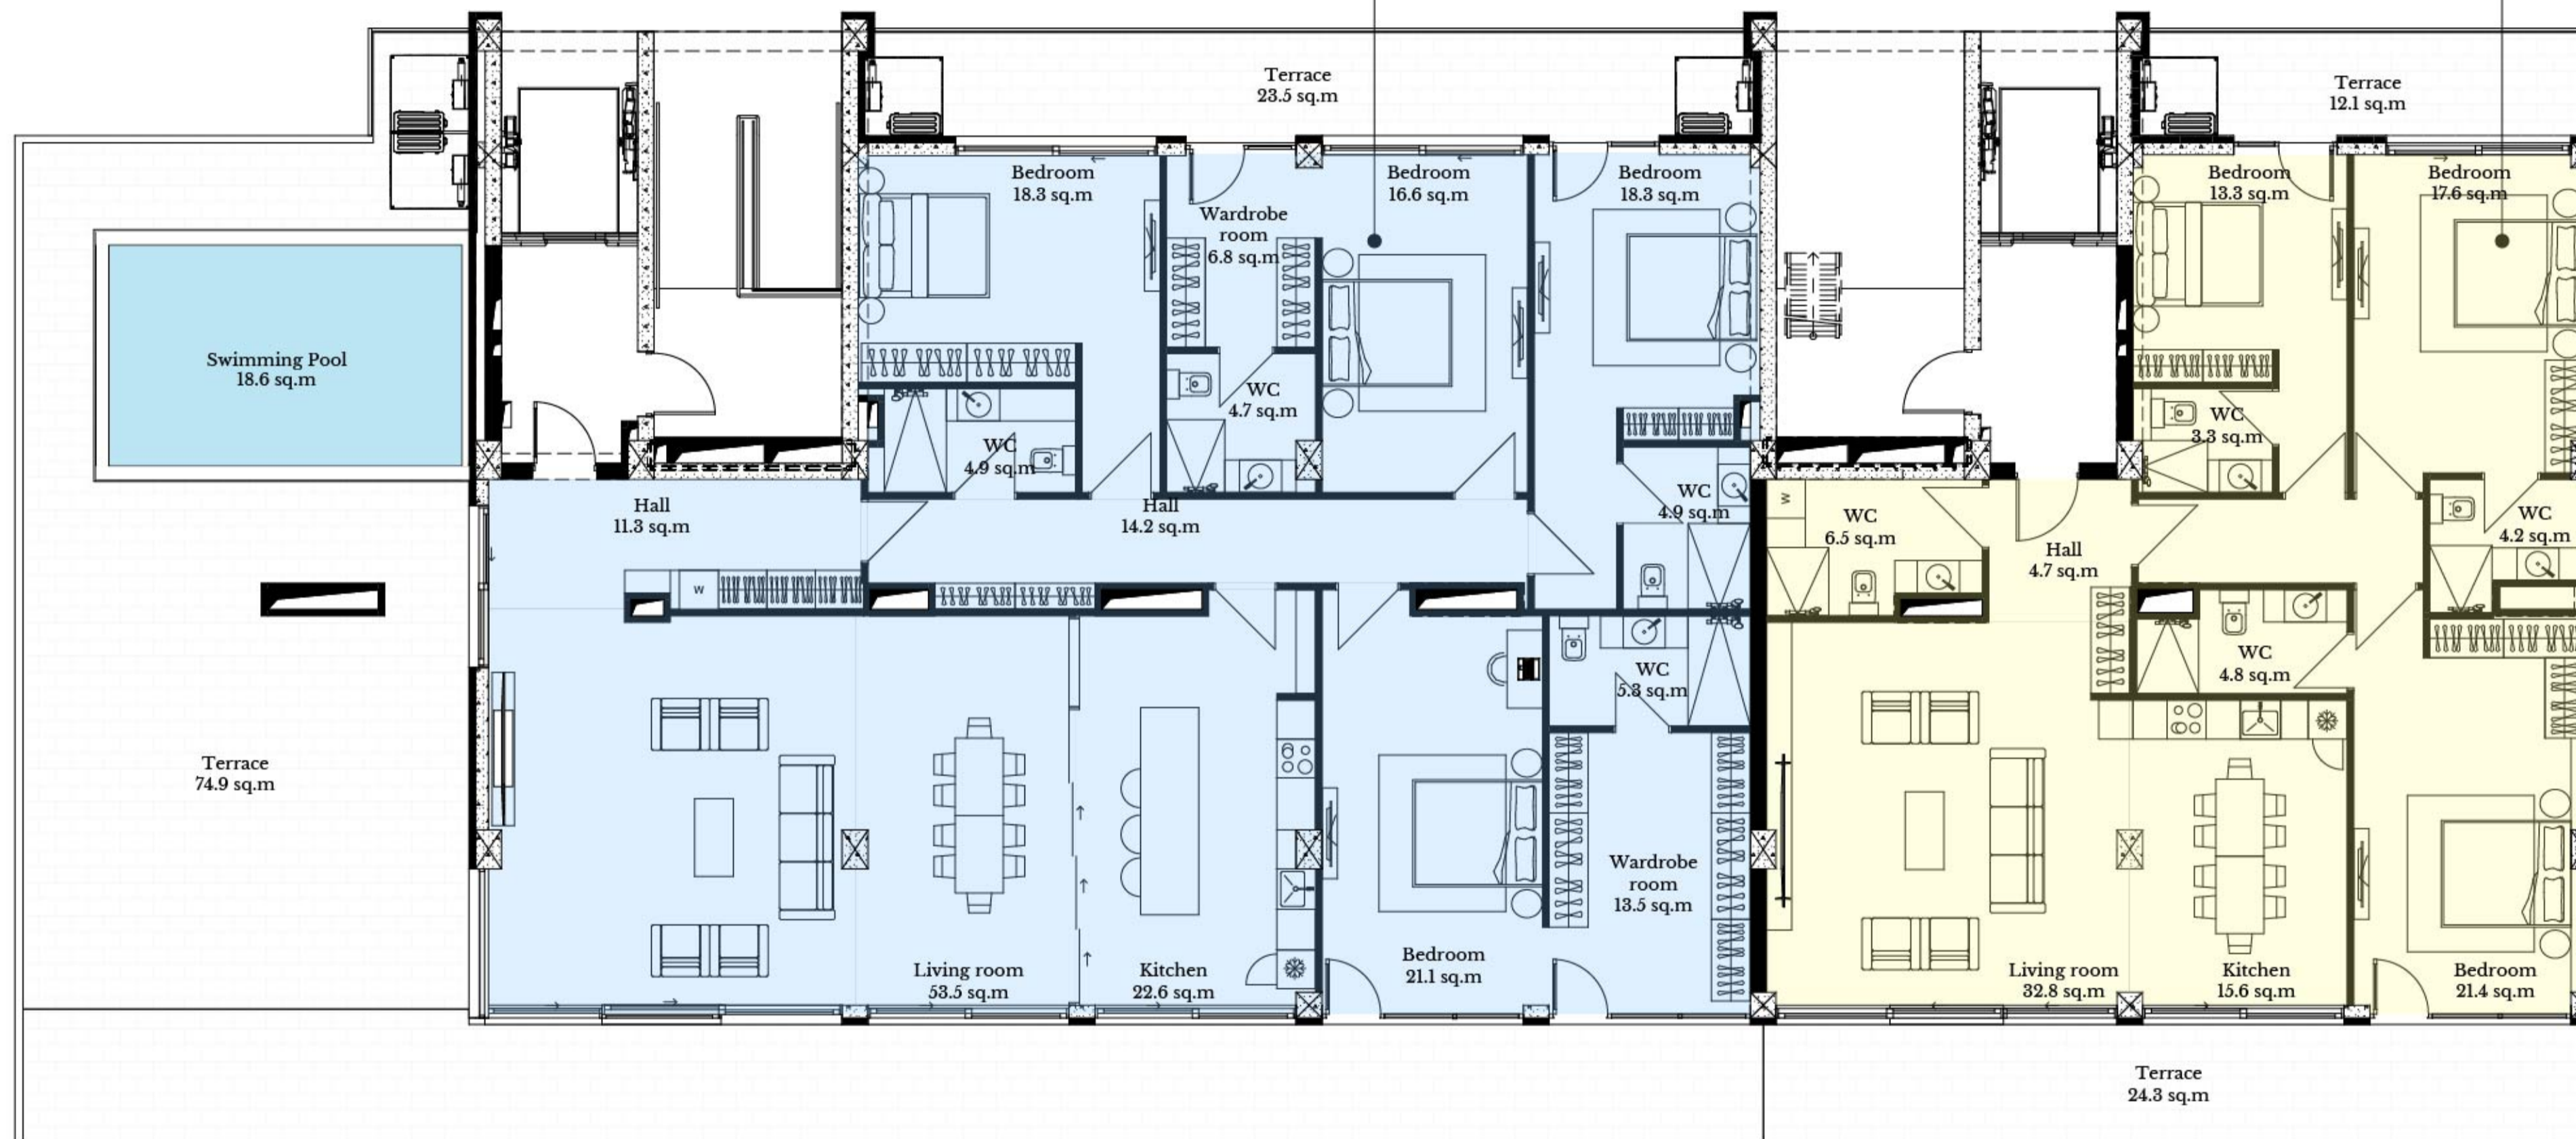 Terrace
23.5 sq.m
Terrace
12.1 sq.m
Bedroom
18.3 sq.m
Wardrobe
room
6.8 sq.m
Bedroom
16.6 sq.m
Bedroom
18.3 sq.m
Bedroom
13.3 sq.m
Bedroom
17.6 sq.m
Swimming Pool
18.6 sq.m
WC
4.7 sq.m
WC
4.9 sq.m
WC
3.3 sq.m
Hall
11.3 sq.m
Hall
14.2 sq.m
WC
4.9 sq.m
W
WC
6.5 sq.m
Hall
4.7 sq.m
WC
4.2 sq.m
W
WC
5.3 sq.m
WC
4.8 sq.m
Terrace
74.9 sq.m
Wardrobe
room
13.5 sq.m
Living room
53.5 sq.m
Kitchen
22.6 sq.m
Bedroom
21.1 sq.m
Living room
32.8 sq.m
Kitchen
15.6 sq.m
Bedroom
21.4 sq.m
Terrace
24.3 sq.m